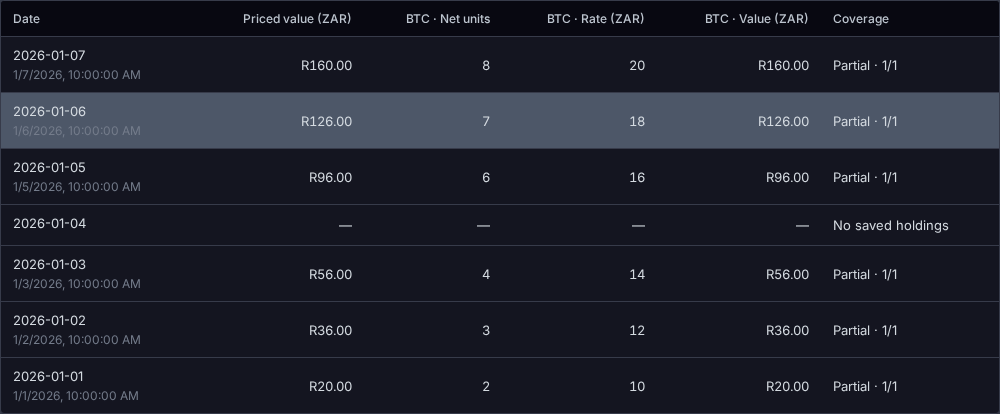 Date Priced value (ZAR) BTC · Net units BTC · Rate (ZAR) BTC · Value (ZAR) Coverage
2026-01-07
1/7/2026, 10:00:00 AM R160.00 8 20 R160.00 Partial · 1/1
2026-01-06
1/6/2026, 10:00:00 AM R126.00 7 18 R126.00 Partial · 1/1
2026-01-05
1/5/2026, 10:00:00 AM R96.00 6 16 R96.00 Partial · 1/1
2026-01-04 — — — — No saved holdings
2026-01-03
1/3/2026, 10:00:00 AM R56.00 4 14 R56.00 Partial · 1/1
2026-01-02
1/2/2026, 10:00:00 AM R36.00 3 12 R36.00 Partial · 1/1
2026-01-01
1/1/2026, 10:00:00 AM R20.00 2 10 R20.00 Partial · 1/1